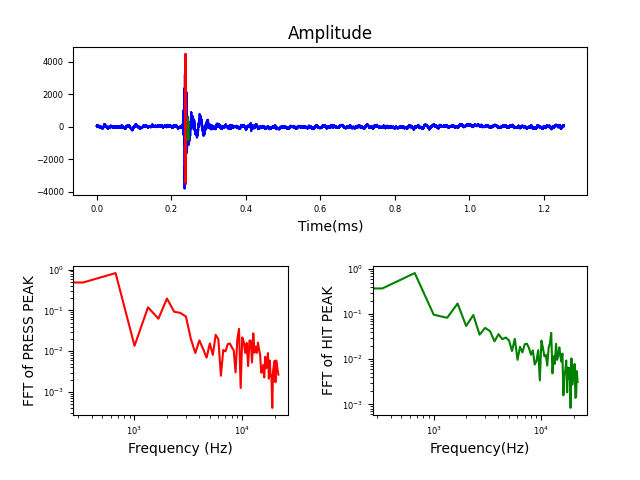 Amplitude
4000
2000
0
−2000
−4000
0.0 0.2 0.4 0.6 0.8 1.0 1.2
Time(ms)
FFT of PRESS PEAK
10⁰
10⁻¹
10⁻²
10⁻³
10³ 10⁴
Frequency (Hz)
FFT of HIT PEAK
10⁰
10⁻¹
10⁻²
10⁻³
10³ 10⁴
Frequency(Hz)